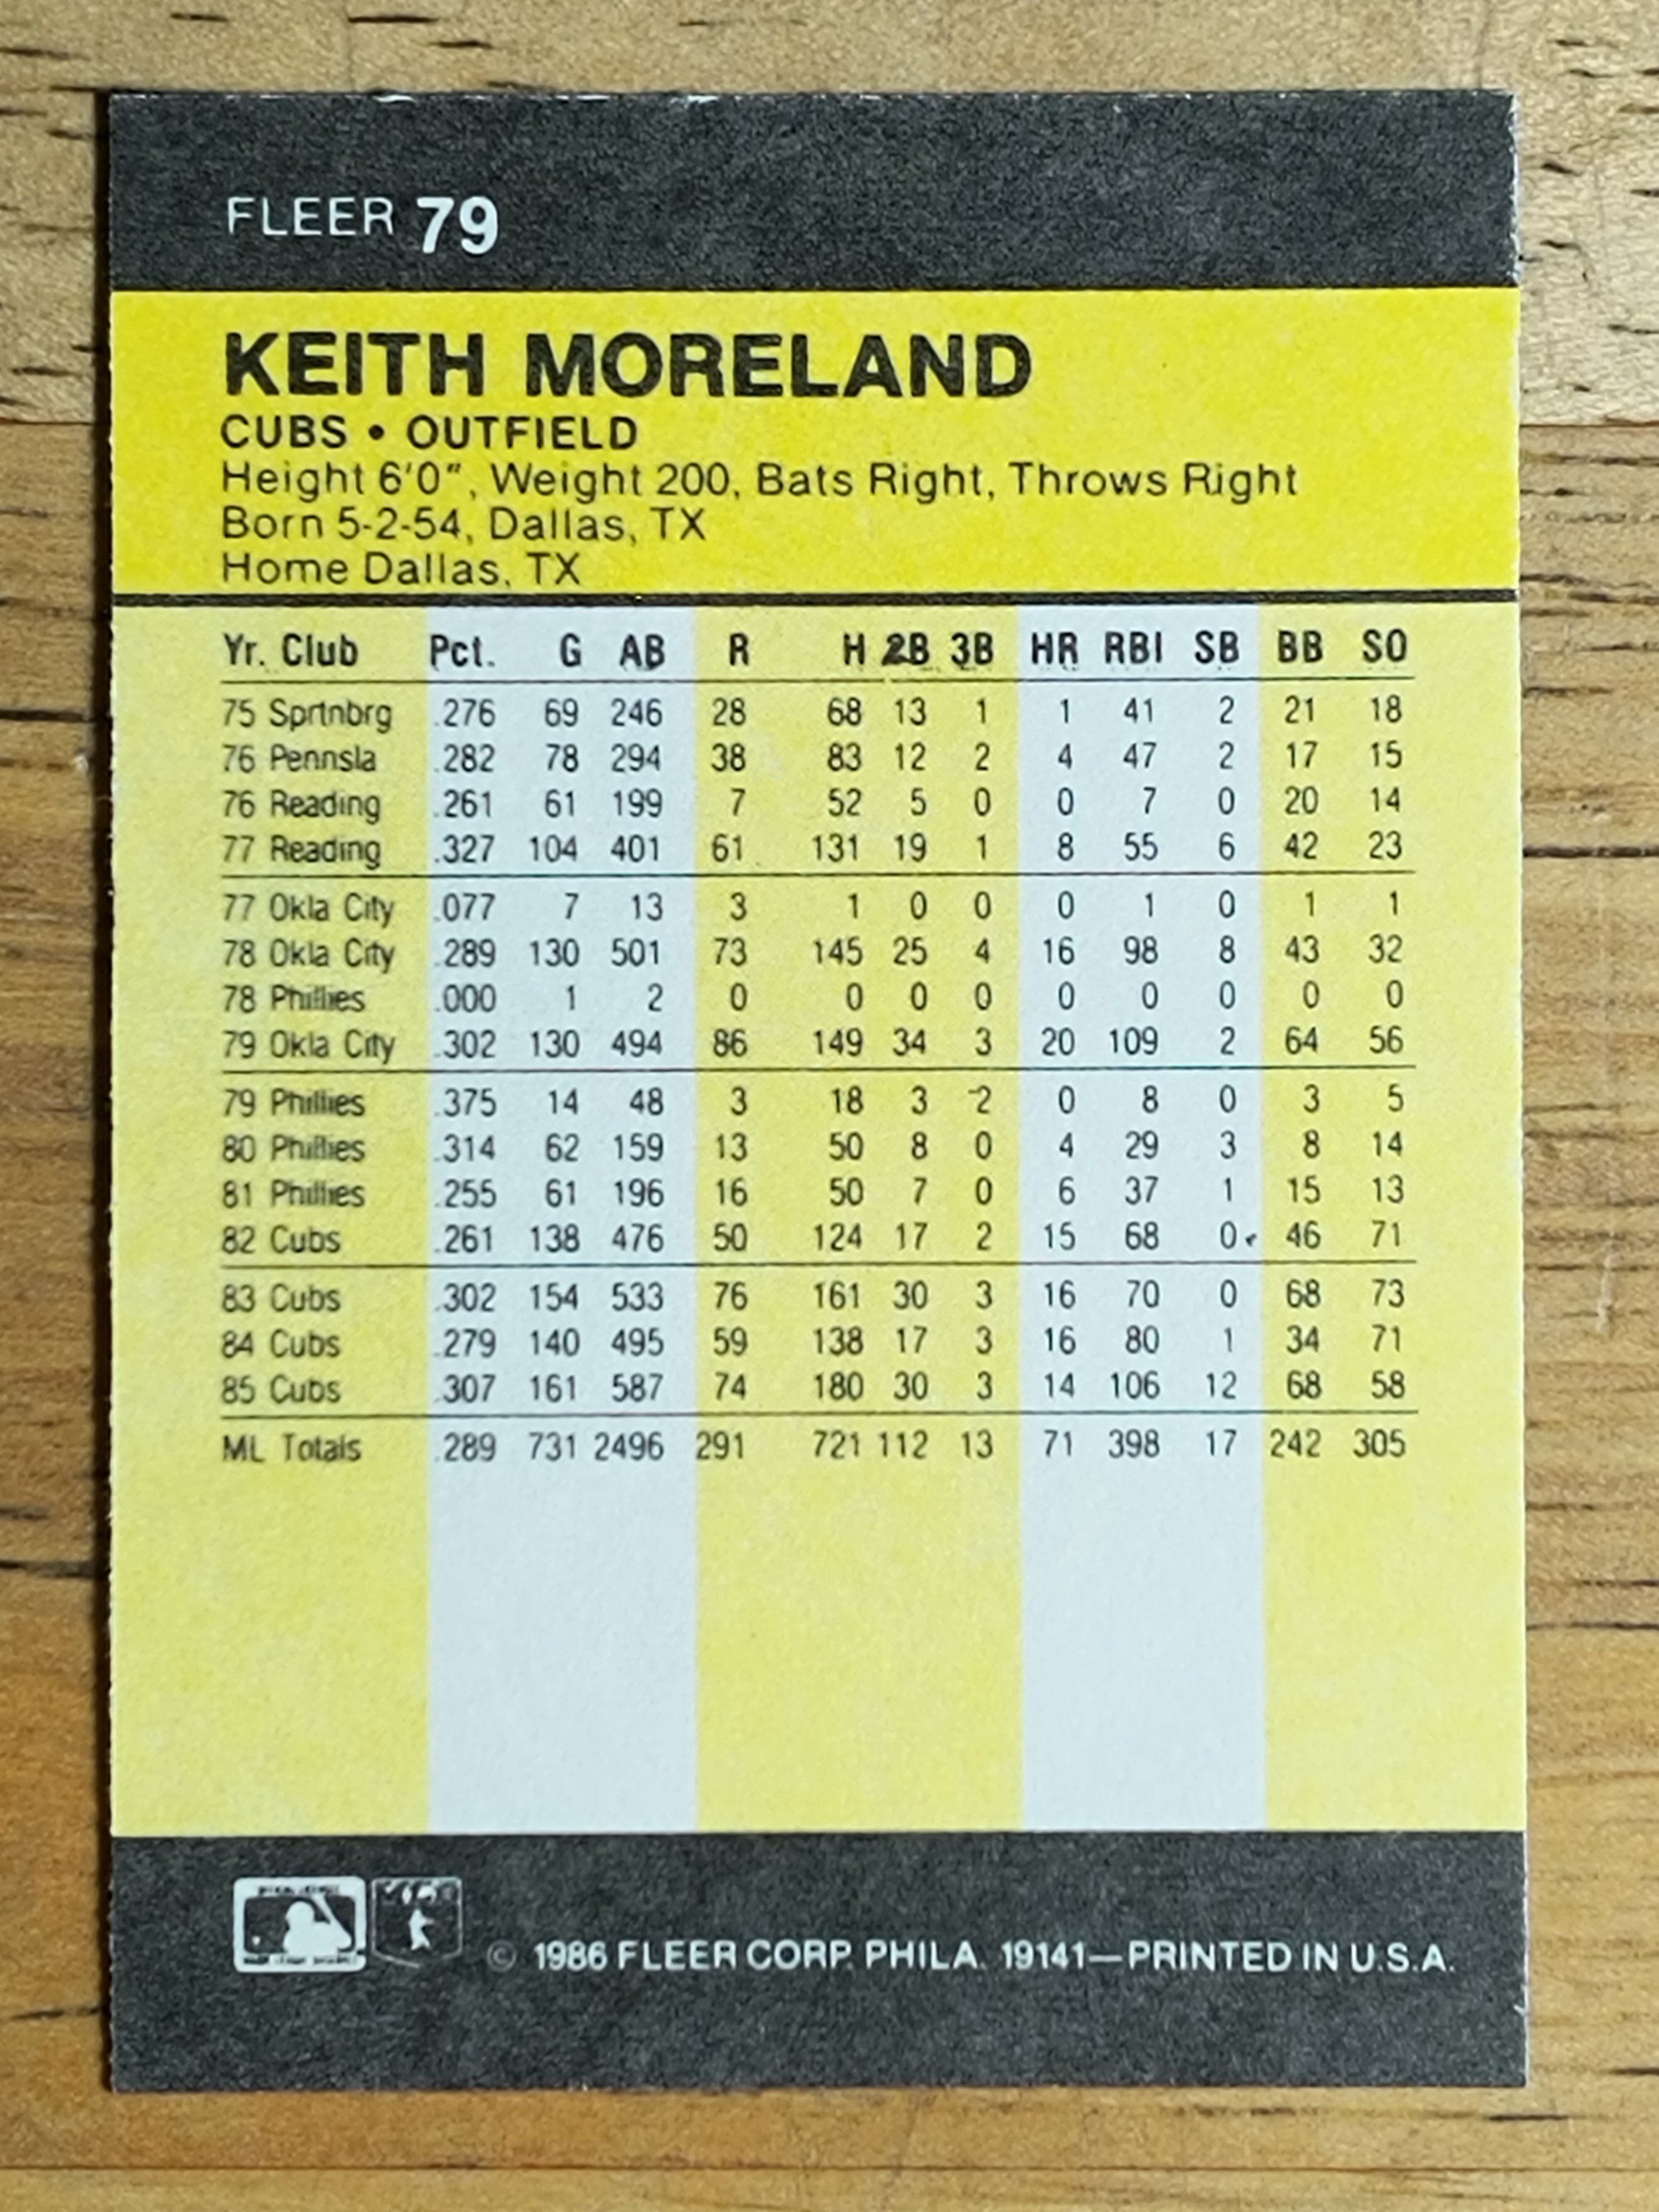 FLEER 79
KEITH MORELAND
CUBS • OUTFIELD
Height 6'0", Weight 200, Bats Right, Throws Right
Born 5-2-54, Dallas, TX
Home Dallas, TX
Yr. Club Pct. G AB R H 2B 3B HR RBI SB BB SO
75 Sprtnbrg .276 69 246 28 68 13 1 1 41 2 21 18
76 Pennsla .282 78 294 38 83 12 2 4 47 2 17 15
76 Reading .261 61 199 7 52 5 0 0 7 0 20 14
77 Reading .327 104 401 61 131 19 1 8 55 6 42 23
77 Okla City .077 7 13 3 1 0 0 0 1 0 1 1
78 Okla City .289 130 501 73 145 25 4 16 98 8 43 32
78 Phillies .000 1 2 0 0 0 0 0 0 0 0 0
79 Okla City .302 130 494 86 149 34 3 20 109 2 64 56
79 Phillies .375 14 48 3 18 3 2 0 8 0 3 5
80 Phillies .314 62 159 13 50 8 0 4 29 3 8 14
81 Phillies .255 61 196 16 50 7 0 6 37 1 15 13
82 Cubs .261 138 476 50 124 17 2 15 68 0 46 71
83 Cubs .302 154 533 76 161 30 3 16 70 0 68 73
84 Cubs .279 140 495 59 138 17 3 16 80 1 34 71
85 Cubs .307 161 587 74 180 30 3 14 106 12 68 58
ML Totals .289 731 2496 291 721 112 13 71 398 17 242 305
© 1986 FLEER CORP. PHILA. 19141—PRINTED IN U.S.A.